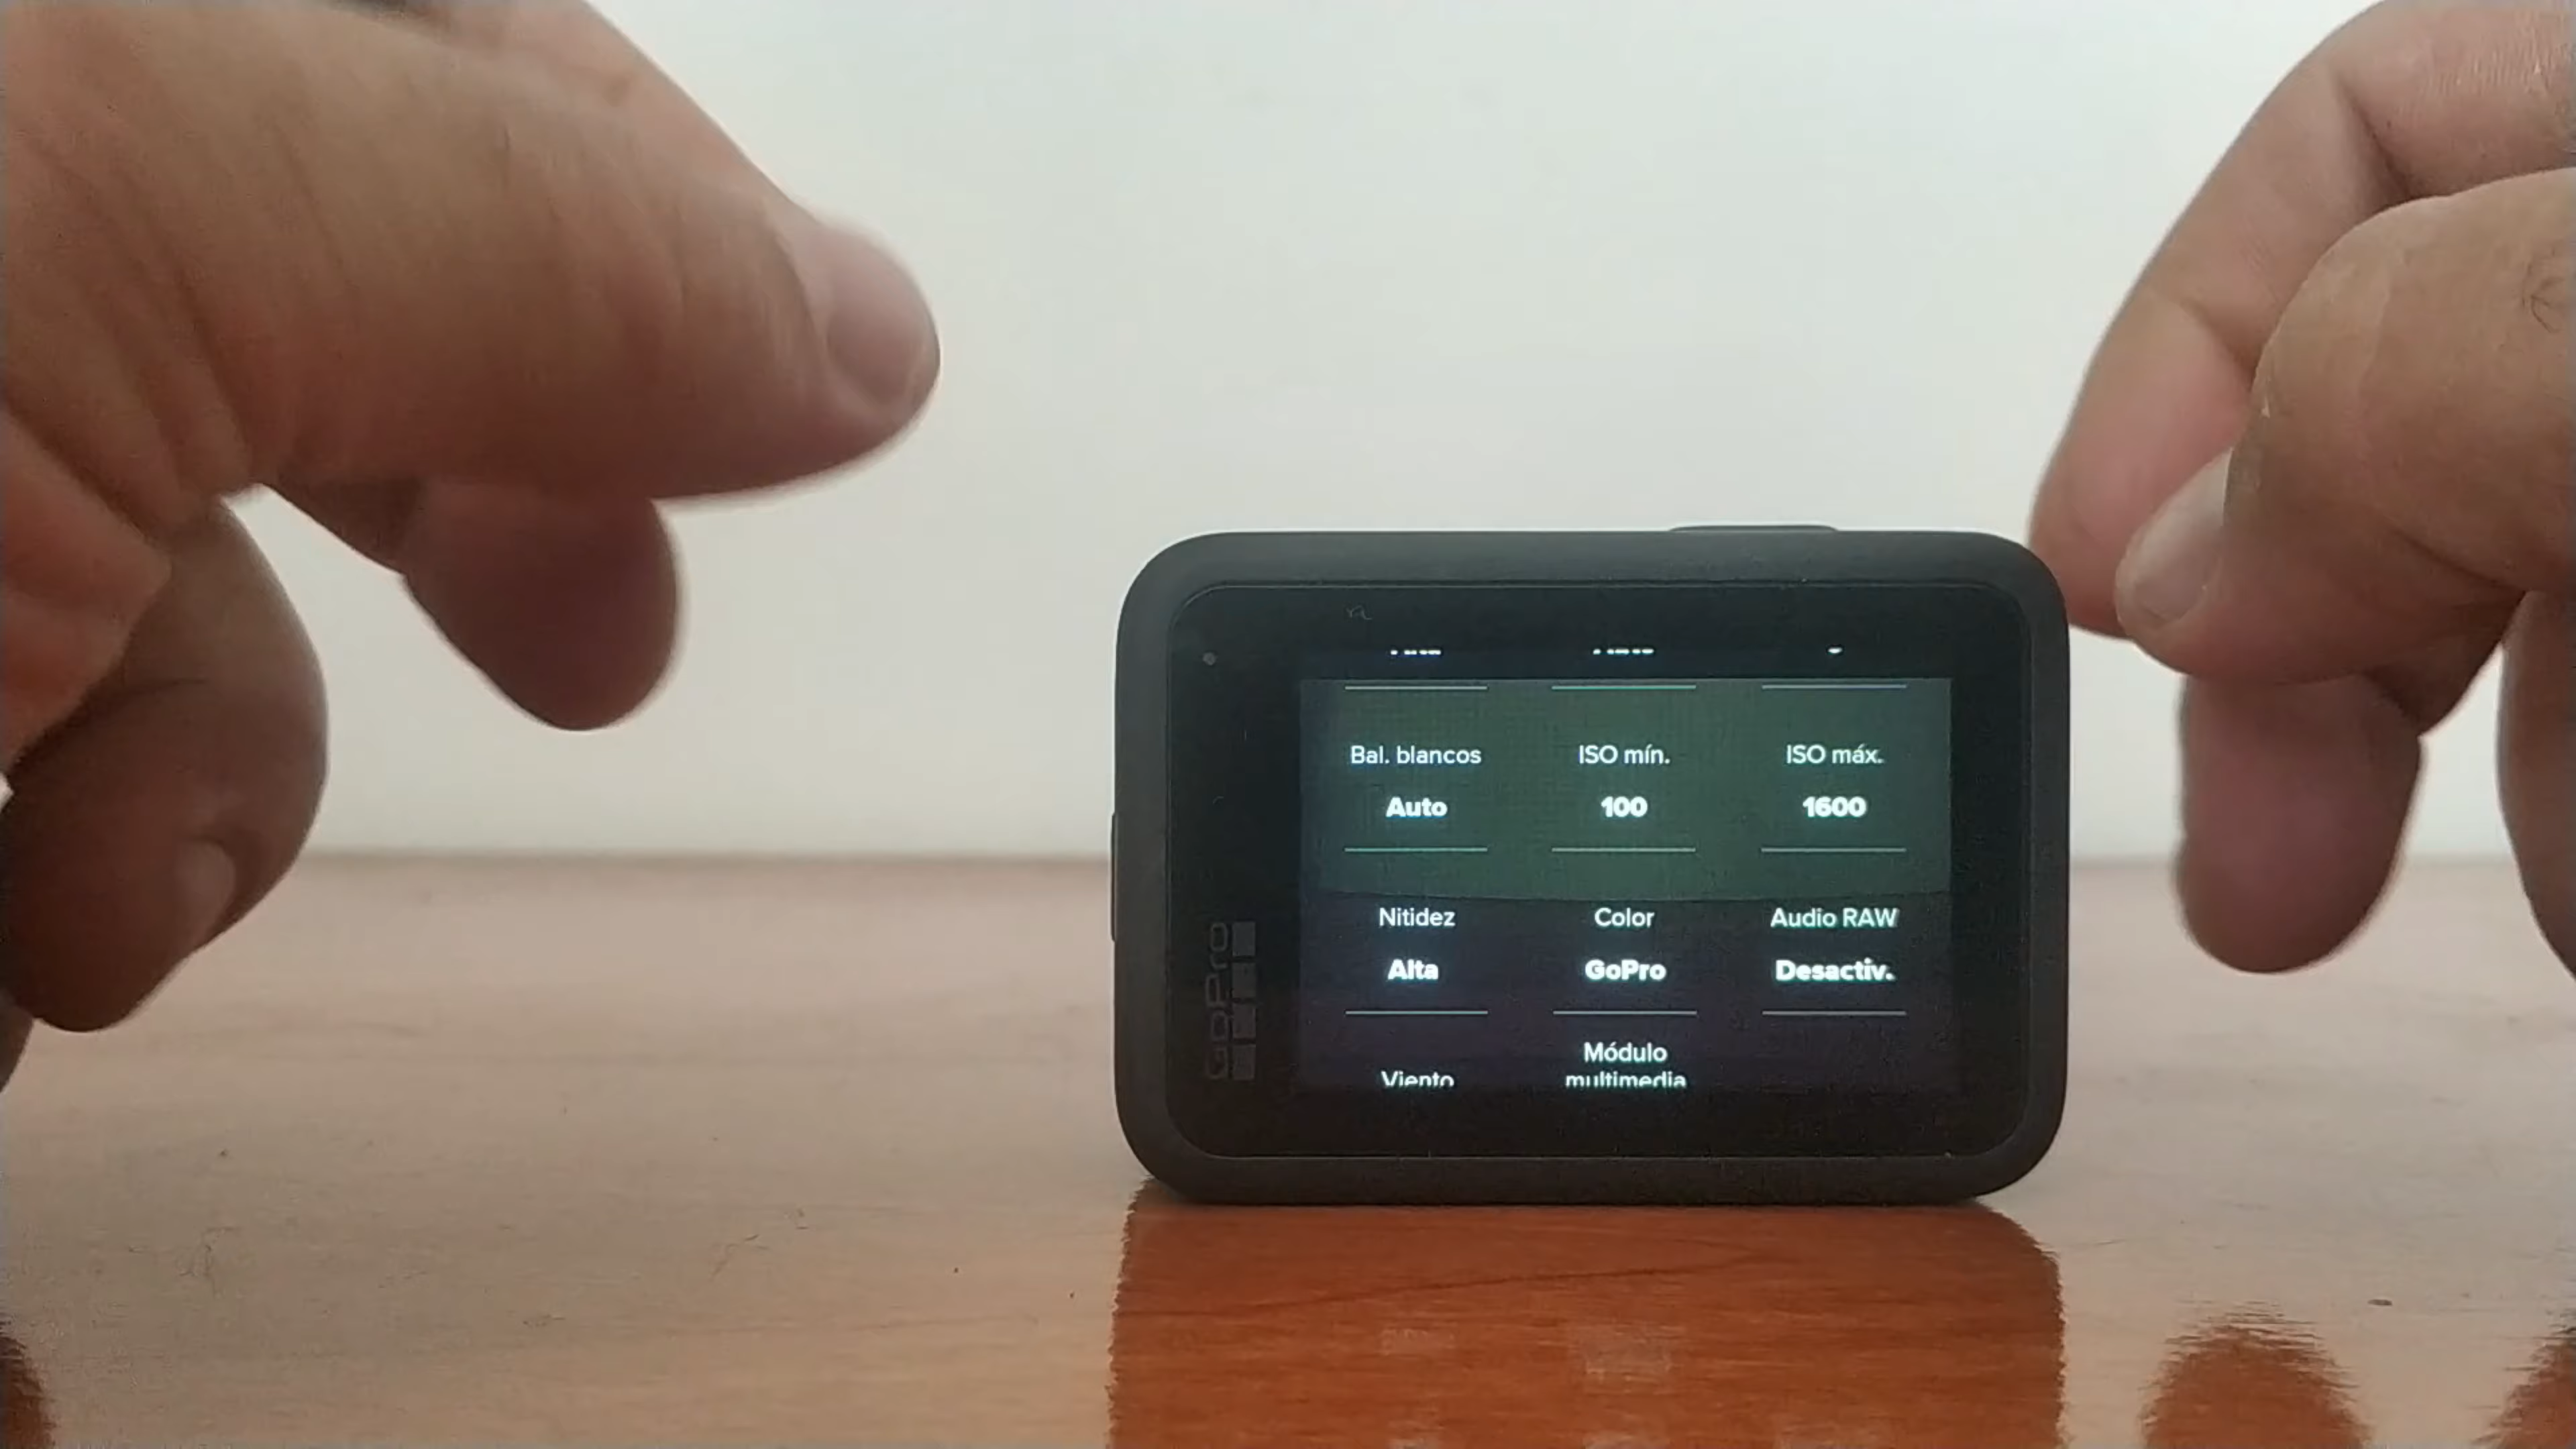 Bal. blancos ISO mín. ISO máx.
Auto 100 1600
Nitidez Color Audio RAW
Alta GoPro Desactiv.
Viento Módulo
multimedia
GoPro